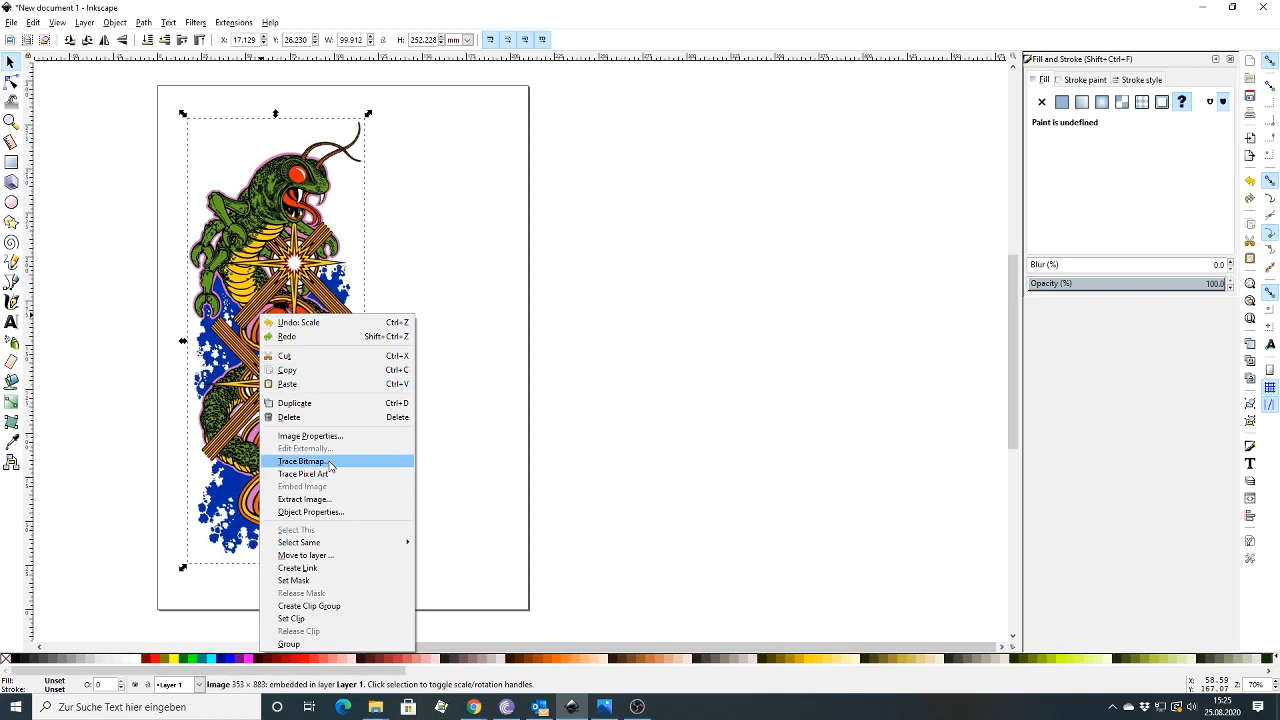 *New document 1 - Inkscape
File Edit View Layer Object Path Text Filters Extensions Help
X: 17.129 Y: 26.230 W: 99.912 H: 252.228 mm
Fill and Stroke (Shift+Ctrl+F)
Fill Stroke paint Stroke style
?
Paint is undefined
Blur (%) 0.0
Opacity (%) 100.0
Undo: Scale Ctrl+Z
Redo Shift+Ctrl+Z
Cut Ctrl+X
Copy Ctrl+C
Paste Ctrl+V
Duplicate Ctrl+D
Delete Delete
Image Properties...
Edit Externally...
Trace Bitmap...
Trace Pixel Art
Embed Image
Extract Image...
Object Properties...
Select This
Select Same
Move to layer ...
Create Link
Set Mask
Release Mask
Create Clip Group
Set Clip
Release Clip
Group
Fill: Unset
Stroke: Unset
O: 0 •Layer 1 Image 353 × 883: embedded in layer Layer 1. Click selection to toggle scale/rotation handles.
X: 58.59
Y: 167.07
Z: 70%
Zur Suche Text hier eingeben
15:25
25.08.2020